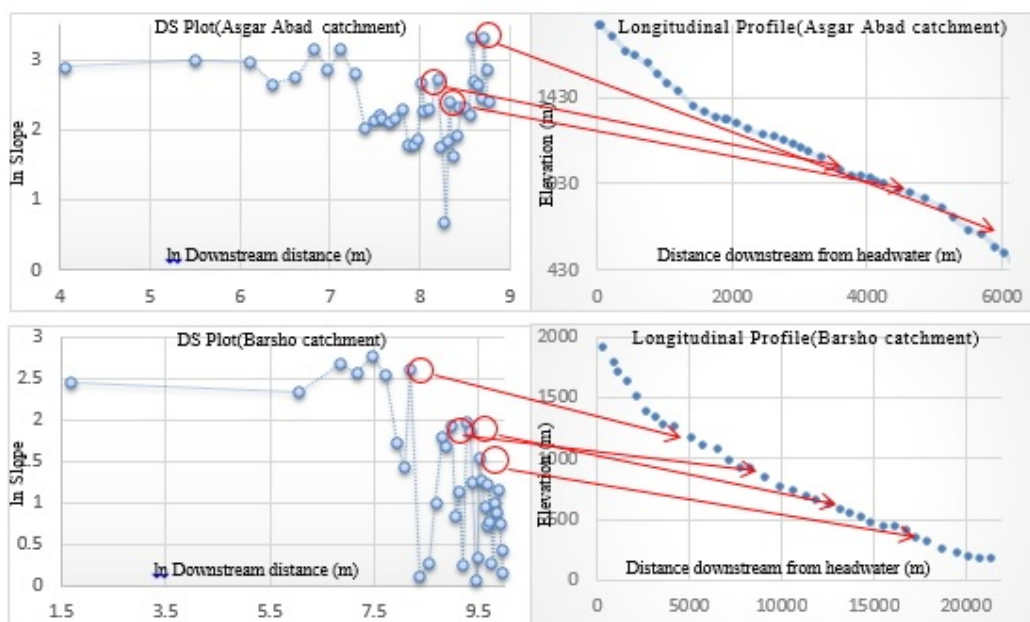 DS Plot(Asgar Abad catchment)
3
2
1
0
ln Slope
ln Downstream distance (m)
4 5 6 7 8 9
Longitudinal Profile(Asgar Abad catchment)
1430
930
430
Elevation (m)
Distance downstream from headwater (m)
0 2000 4000 6000
DS Plot(Barsho catchment)
3
2.5
2
1.5
1
0.5
0
ln Slope
ln Downstream distance (m)
1.5 3.5 5.5 7.5 9.5
Longitudinal Profile(Barsho catchment)
2000
1500
1000
500
0
Elevation (m)
Distance downstream from headwater (m)
0 5000 10000 15000 20000